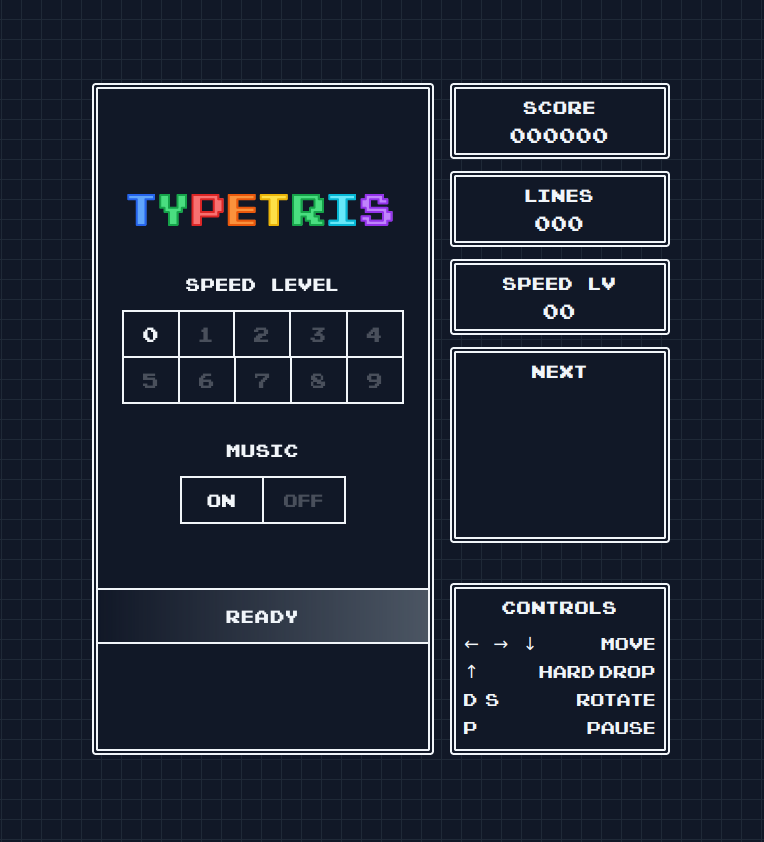 TYPETRIS
SPEED LEVEL
0 1 2 3 4
5 6 7 8 9
MUSIC
ON OFF
READY
SCORE
000000
LINES
000
SPEED LV
00
NEXT
CONTROLS
← → ↓ MOVE
↑ HARD DROP
D S ROTATE
P PAUSE